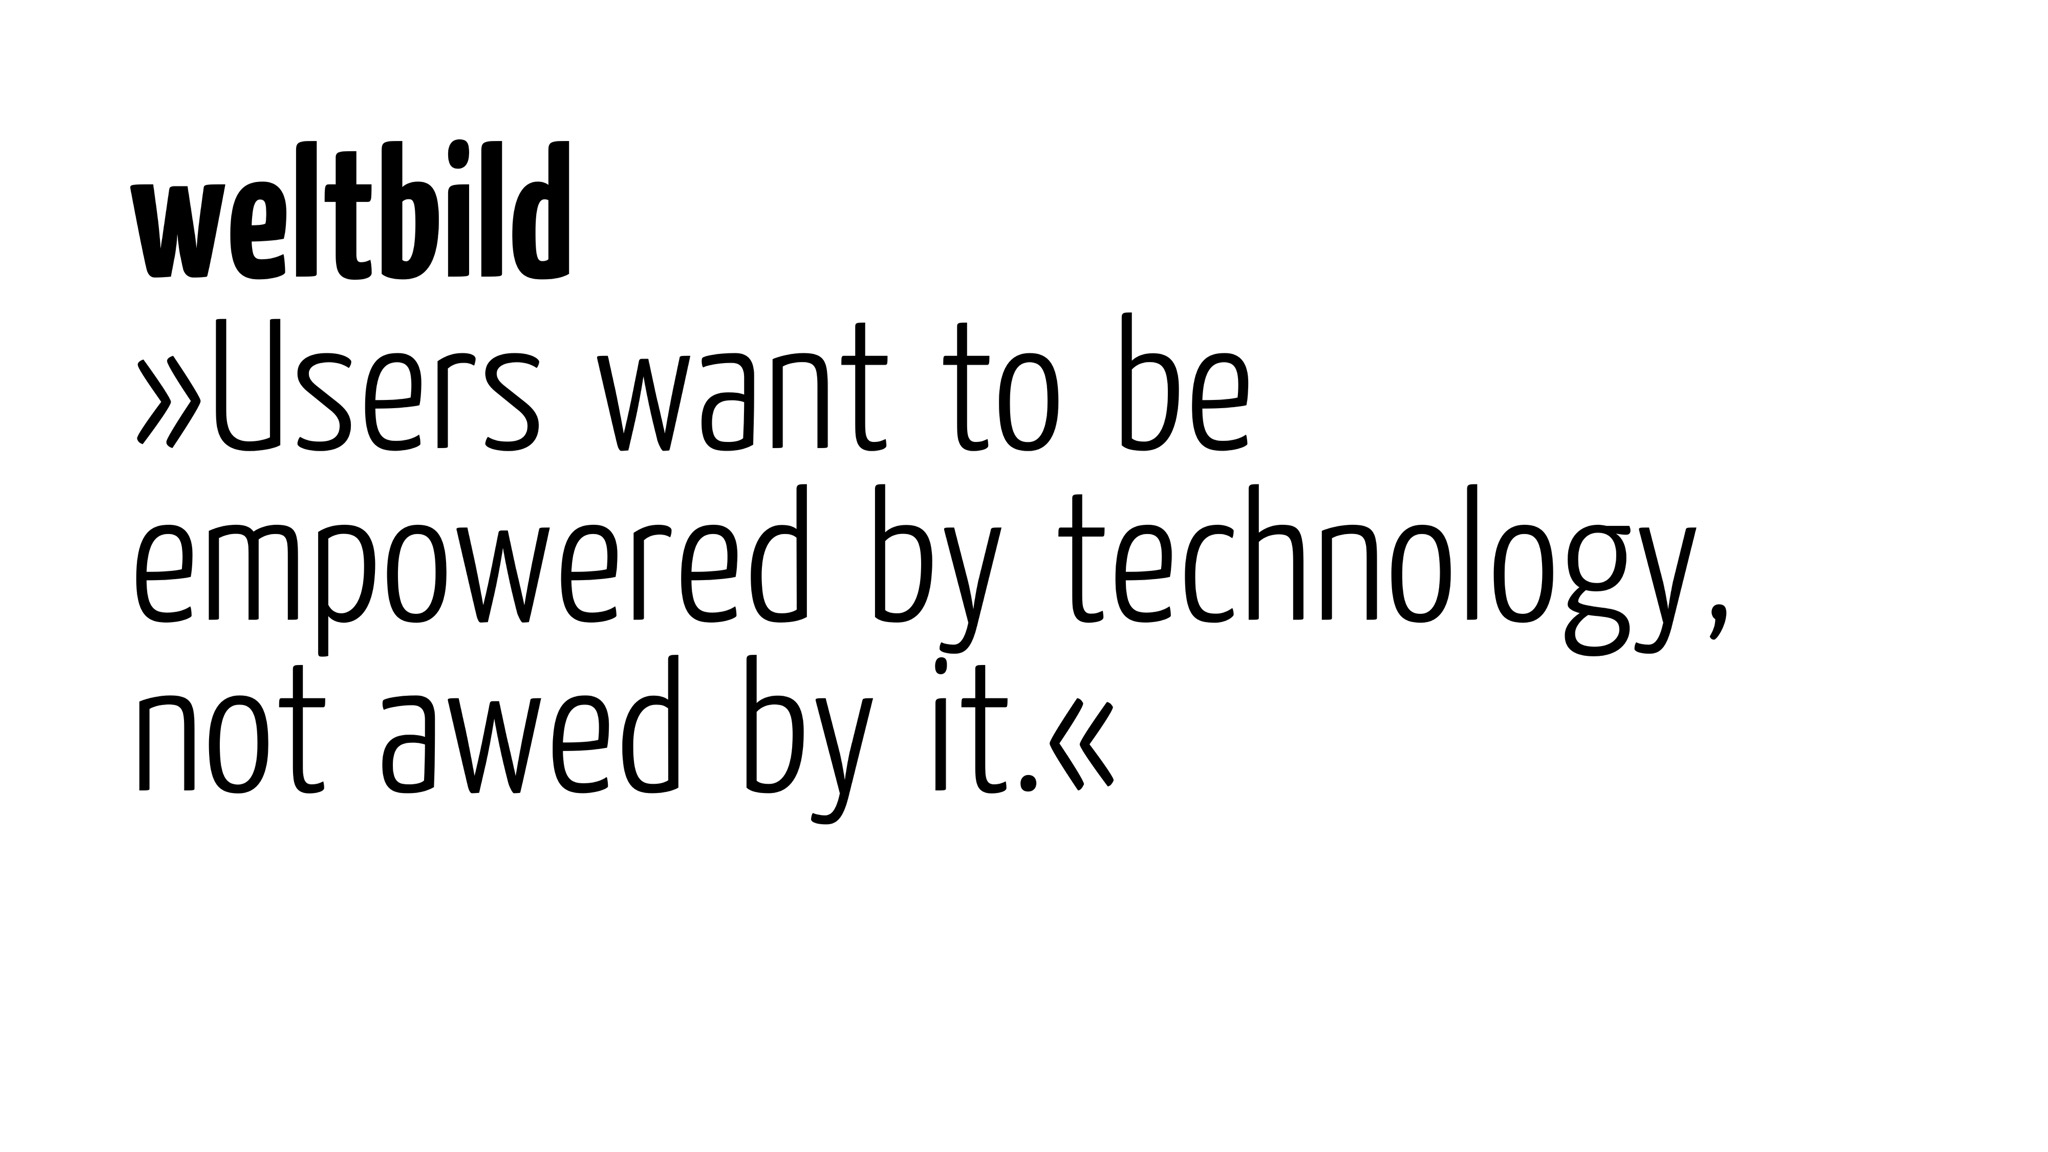 weltbild
»Users want to be
empowered by technology,
not awed by it.«